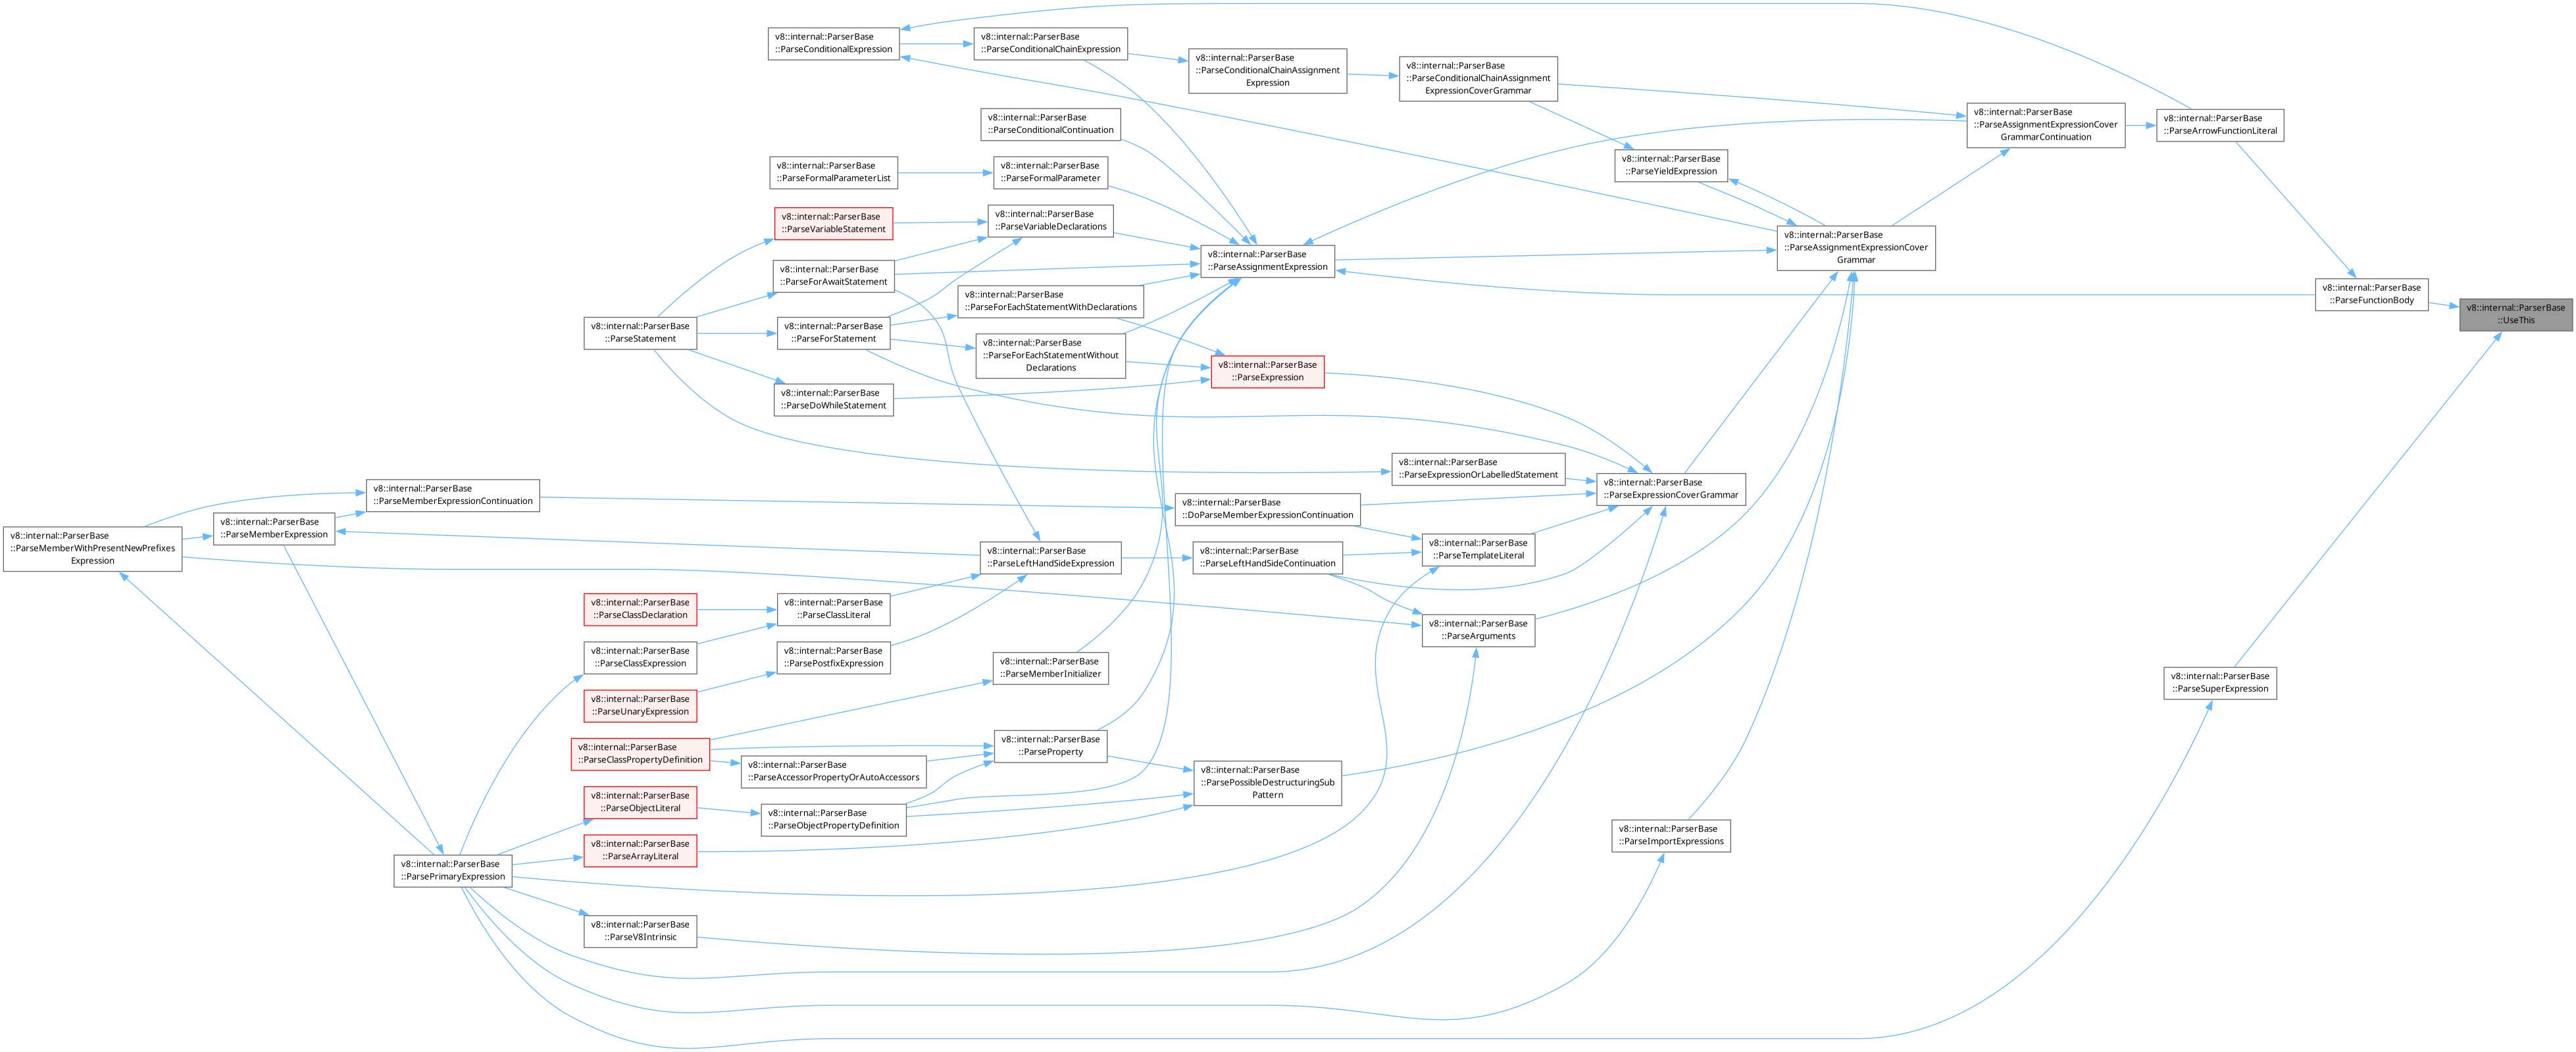 v8::internal::ParserBase
::ParseConditionalExpression
v8::internal::ParserBase
::ParseConditionalChainExpression
v8::internal::ParserBase
::ParseConditionalChainAssignment
Expression
v8::internal::ParserBase
::ParseConditionalChainAssignment
ExpressionCoverGrammar
v8::internal::ParserBase
::ParseAssignmentExpressionCover
GrammarContinuation
v8::internal::ParserBase
::ParseArrowFunctionLiteral
v8::internal::ParserBase
::ParseConditionalContinuation
v8::internal::ParserBase
::ParseFormalParameterList
v8::internal::ParserBase
::ParseFormalParameter
v8::internal::ParserBase
::ParseYieldExpression
v8::internal::ParserBase
::ParseVariableStatement
v8::internal::ParserBase
::ParseVariableDeclarations
v8::internal::ParserBase
::ParseAssignmentExpressionCover
Grammar
v8::internal::ParserBase
::ParseForAwaitStatement
v8::internal::ParserBase
::ParseAssignmentExpression
v8::internal::ParserBase
::ParseForEachStatementWithDeclarations
v8::internal::ParserBase
::ParseFunctionBody
v8::internal::ParserBase
::UseThis
v8::internal::ParserBase
::ParseStatement
v8::internal::ParserBase
::ParseForStatement
v8::internal::ParserBase
::ParseForEachStatementWithout
Declarations
v8::internal::ParserBase
::ParseExpression
v8::internal::ParserBase
::ParseDoWhileStatement
v8::internal::ParserBase
::ParseExpressionOrLabelledStatement
v8::internal::ParserBase
::ParseExpressionCoverGrammar
v8::internal::ParserBase
::ParseMemberExpressionContinuation
v8::internal::ParserBase
::DoParseMemberExpressionContinuation
v8::internal::ParserBase
::ParseMemberWithPresentNewPrefixes
Expression
v8::internal::ParserBase
::ParseMemberExpression
v8::internal::ParserBase
::ParseLeftHandSideExpression
v8::internal::ParserBase
::ParseLeftHandSideContinuation
v8::internal::ParserBase
::ParseTemplateLiteral
v8::internal::ParserBase
::ParseClassDeclaration
v8::internal::ParserBase
::ParseClassLiteral
v8::internal::ParserBase
::ParseArguments
v8::internal::ParserBase
::ParseClassExpression
v8::internal::ParserBase
::ParsePostfixExpression
v8::internal::ParserBase
::ParseMemberInitializer
v8::internal::ParserBase
::ParseSuperExpression
v8::internal::ParserBase
::ParseUnaryExpression
v8::internal::ParserBase
::ParseClassPropertyDefinition
v8::internal::ParserBase
::ParseAccessorPropertyOrAutoAccessors
v8::internal::ParserBase
::ParseProperty
v8::internal::ParserBase
::ParsePossibleDestructuringSub
Pattern
v8::internal::ParserBase
::ParseObjectLiteral
v8::internal::ParserBase
::ParseObjectPropertyDefinition
v8::internal::ParserBase
::ParseImportExpressions
v8::internal::ParserBase
::ParseArrayLiteral
v8::internal::ParserBase
::ParsePrimaryExpression
v8::internal::ParserBase
::ParseV8Intrinsic